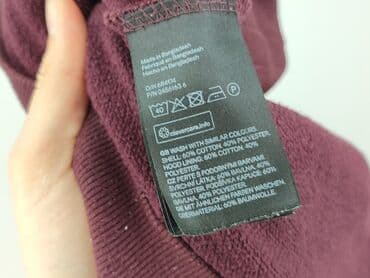 Made in Bangladesh
Fabriqué en Bangladesh
Hecho en Bangladesh
P/N 0456163 6
40 P
clevercare.info
GB WASH WITH SIMILAR COLOURS.
SHELL: 60% COTTON. 40% POLYESTER.
HOOD LINING: 60% COTTON. 40%
POLYESTER.
CZ PERTE S PODOBNÝMI BARVAMI.
SVRCHNÍ LÁTKA: 60% BAVLNA. 40%
POLYESTER. PODŠÍVKA KAPUCE: 60%
BAVLNA, 40% POLYESTER.
DE MIT ÄHNLICHEN FARBEN WASCHEN.
OBERMATERIAL: 60% BAUMWOLLE.